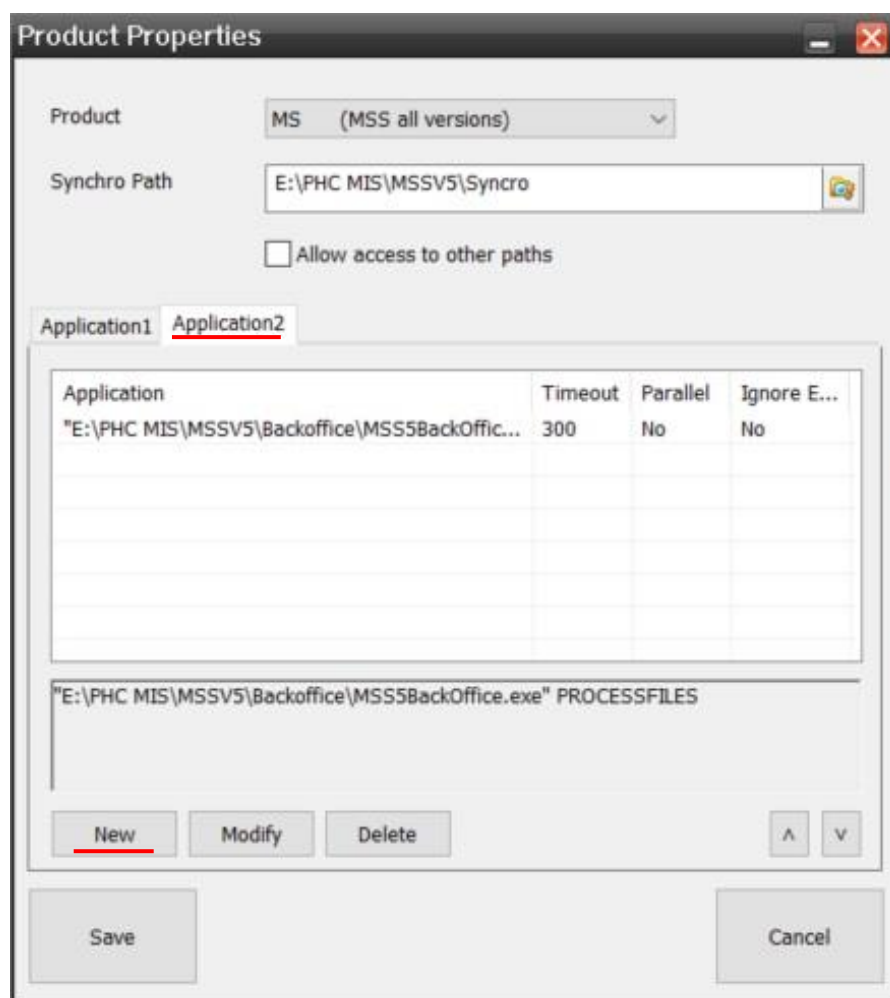 Product Properties
Product MS (MSS all versions)
Synchro Path E:\PHC MIS\MSSV5\Syncro
Allow access to other paths
Application1 Application2
Application Timeout Parallel Ignore E...
"E:\PHC MIS\MSSV5\Backoffice\MSS5BackOffic... 300 No No
"E:\PHC MIS\MSSV5\Backoffice\MSS5BackOffice.exe" PROCESSFILES
New Modify Delete ʌ v
Save Cancel